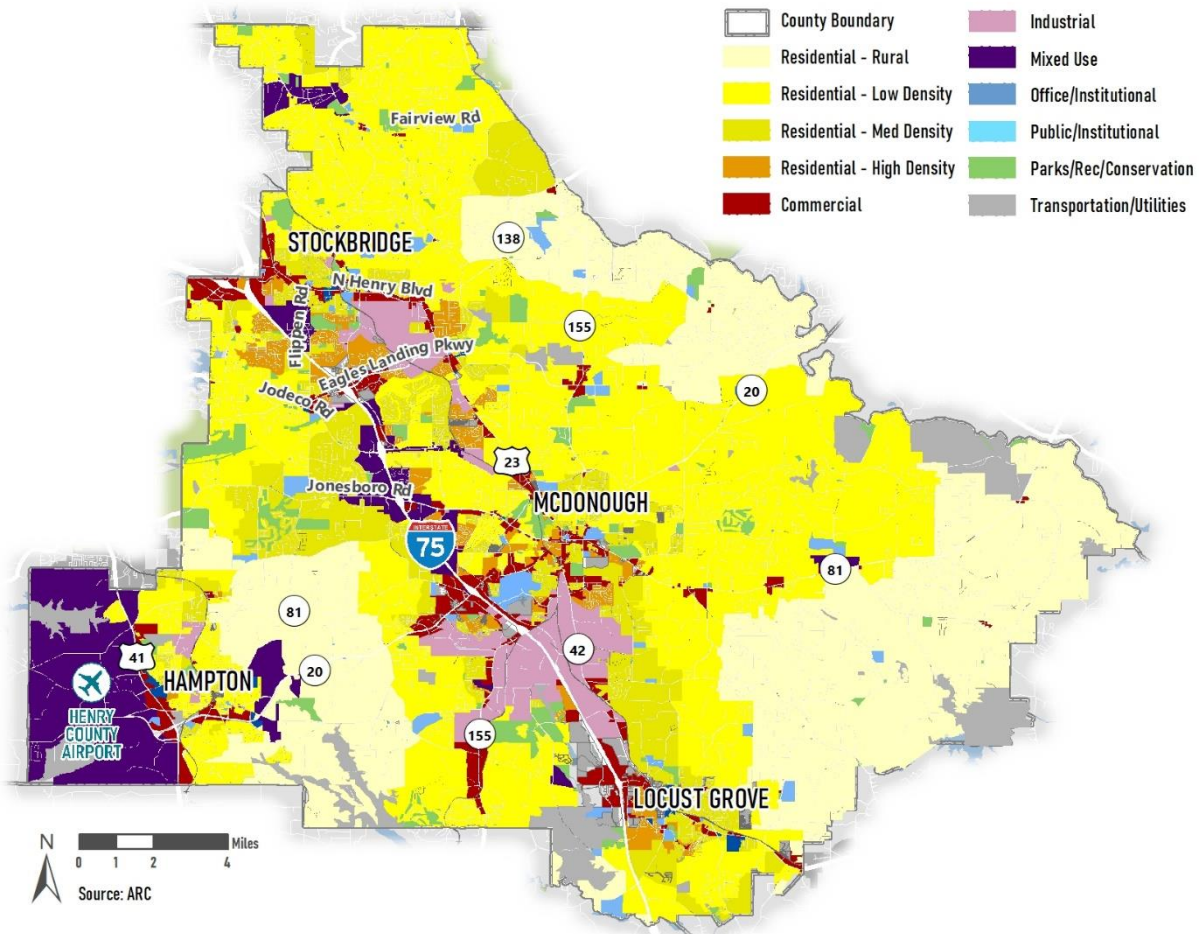 County Boundary
Residential - Rural
Residential - Low Density
Residential - Med Density
Residential - High Density
Commercial
Industrial
Mixed Use
Office/Institutional
Public/Institutional
Parks/Rec/Conservation
Transportation/Utilities
Fairview Rd
138
STOCKBRIDGE
N Henry Blvd
Flippen Rd
155
Eagles Landing Pkwy
Jodeco Rd
20
23
Jonesboro Rd
MCDONOUGH
INTERSTATE
75
81
81
42
41
20
HAMPTON
HENRY
COUNTY
AIRPORT
155
LOCUST GROVE
N
Miles
0 1 2 4
Source: ARC